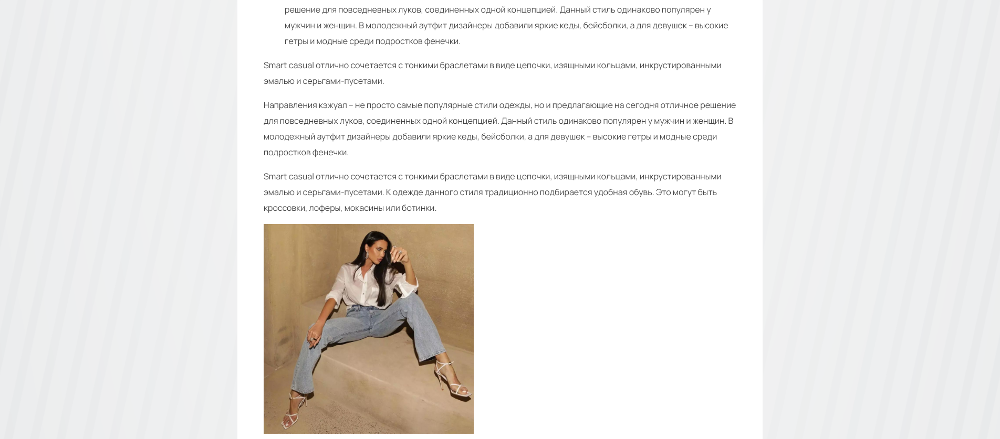 решение для повседневных луков, соединенных одной концепцией. Данный стиль одинаково популярен у
мужчин и женщин. В молодежный аутфит дизайнеры добавили яркие кеды, бейсболки, а для девушек – высокие
гетры и модные среди подростков фенечки.
Smart casual отлично сочетается с тонкими браслетами в виде цепочки, изящными кольцами, инкрустированными
эмалью и серьгами-пусетами.
Направления кэжуал – не просто самые популярные стили одежды, но и предлагающие на сегодня отличное решение
для повседневных луков, соединенных одной концепцией. Данный стиль одинаково популярен у мужчин и женщин. В
молодежный аутфит дизайнеры добавили яркие кеды, бейсболки, а для девушек – высокие гетры и модные среди
подростков фенечки.
Smart casual отлично сочетается с тонкими браслетами в виде цепочки, изящными кольцами, инкрустированными
эмалью и серьгами-пусетами. К одежде данного стиля традиционно подбирается удобная обувь. Это могут быть
кроссовки, лоферы, мокасины или ботинки.